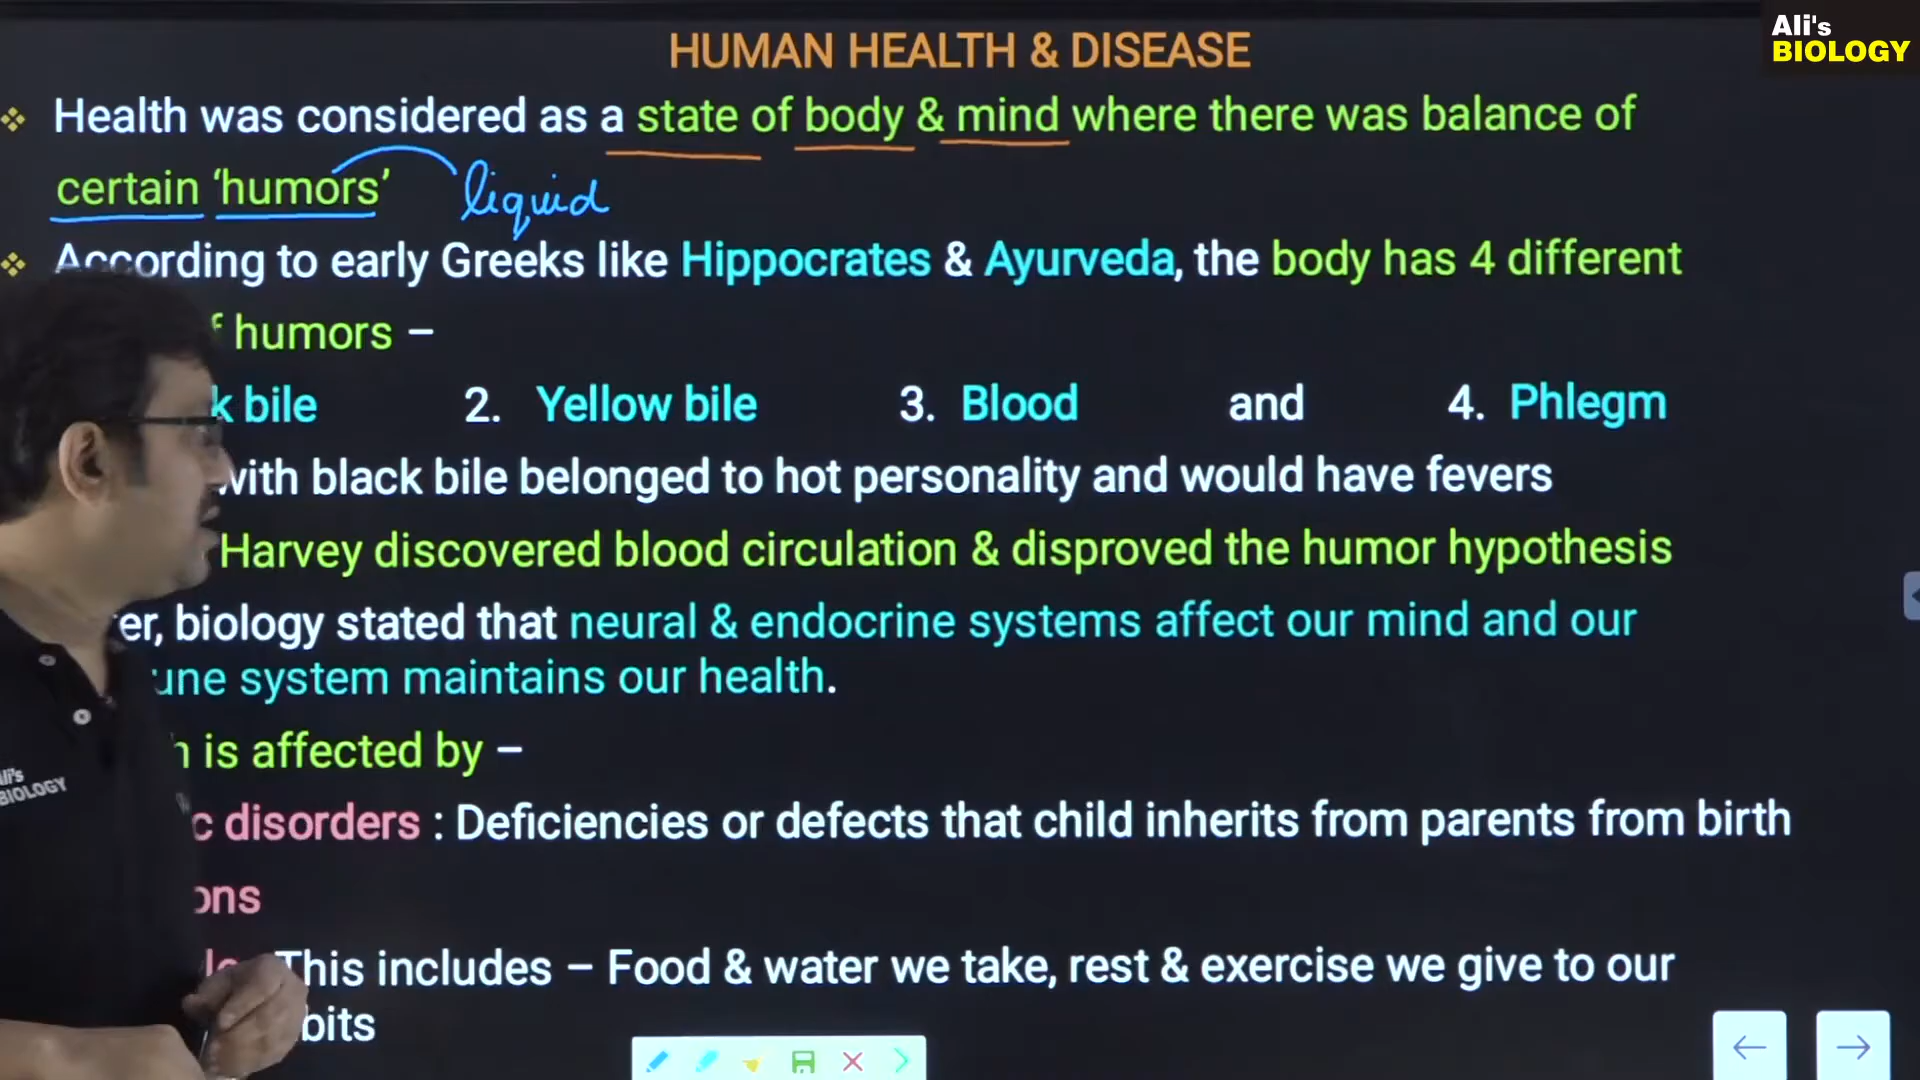 Ali's
BIOLOGY
HUMAN HEALTH & DISEASE
❖ Health was considered as a state of body & mind where there was balance of
certain ‘humors’ liquid
❖ According to early Greeks like Hippocrates & Ayurveda, the body has 4 different
humors –
bile 2. Yellow bile 3. Blood and 4. Phlegm
with black bile belonged to hot personality and would have fevers
Harvey discovered blood circulation & disproved the humor hypothesis
biology stated that neural & endocrine systems affect our mind and our
system maintains our health.
is affected by –
disorders : Deficiencies or defects that child inherits from parents from birth
This includes – Food & water we take, rest & exercise we give to our
Ali's
BIOLOGY